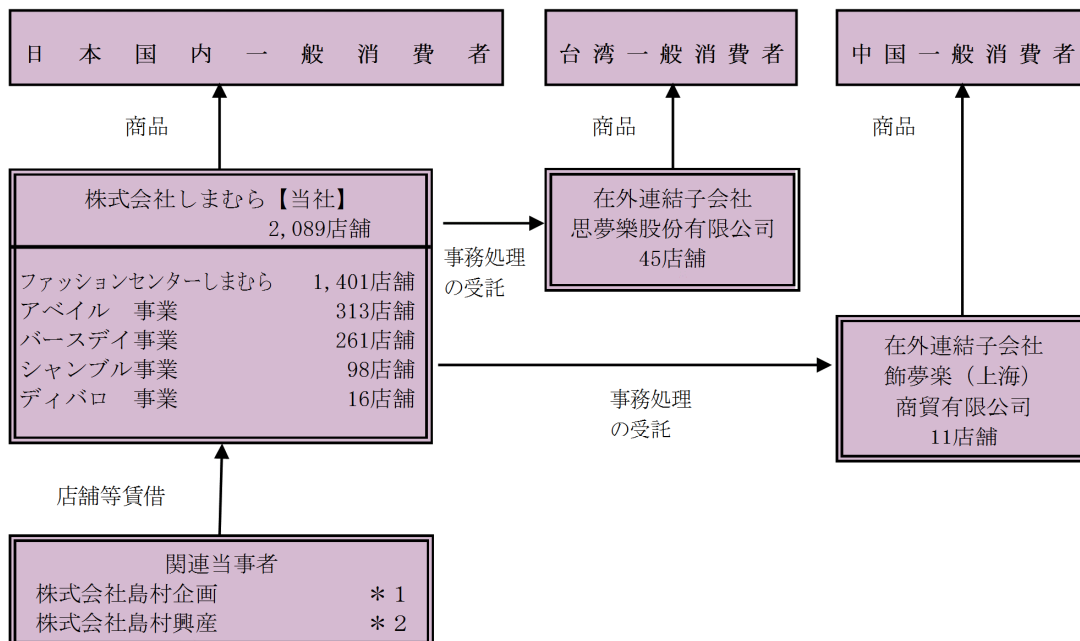 日本国内一般消費者
台湾一般消費者
中国一般消費者
商品
商品
商品
株式会社しまむら【当社】
2,089店舗
ファッションセンターしまむら 1,401店舗
アベイル 事業 313店舗
バースデイ事業 261店舗
シャンブル事業 98店舗
ディバロ 事業 16店舗
事務処理
の受託
在外連結子会社
思夢樂股份有限公司
45店舗
事務処理
の受託
在外連結子会社
飾夢楽（上海）
商貿有限公司
11店舗
店舗等賃借
関連当事者
株式会社島村企画 ＊1
株式会社島村興産 ＊2